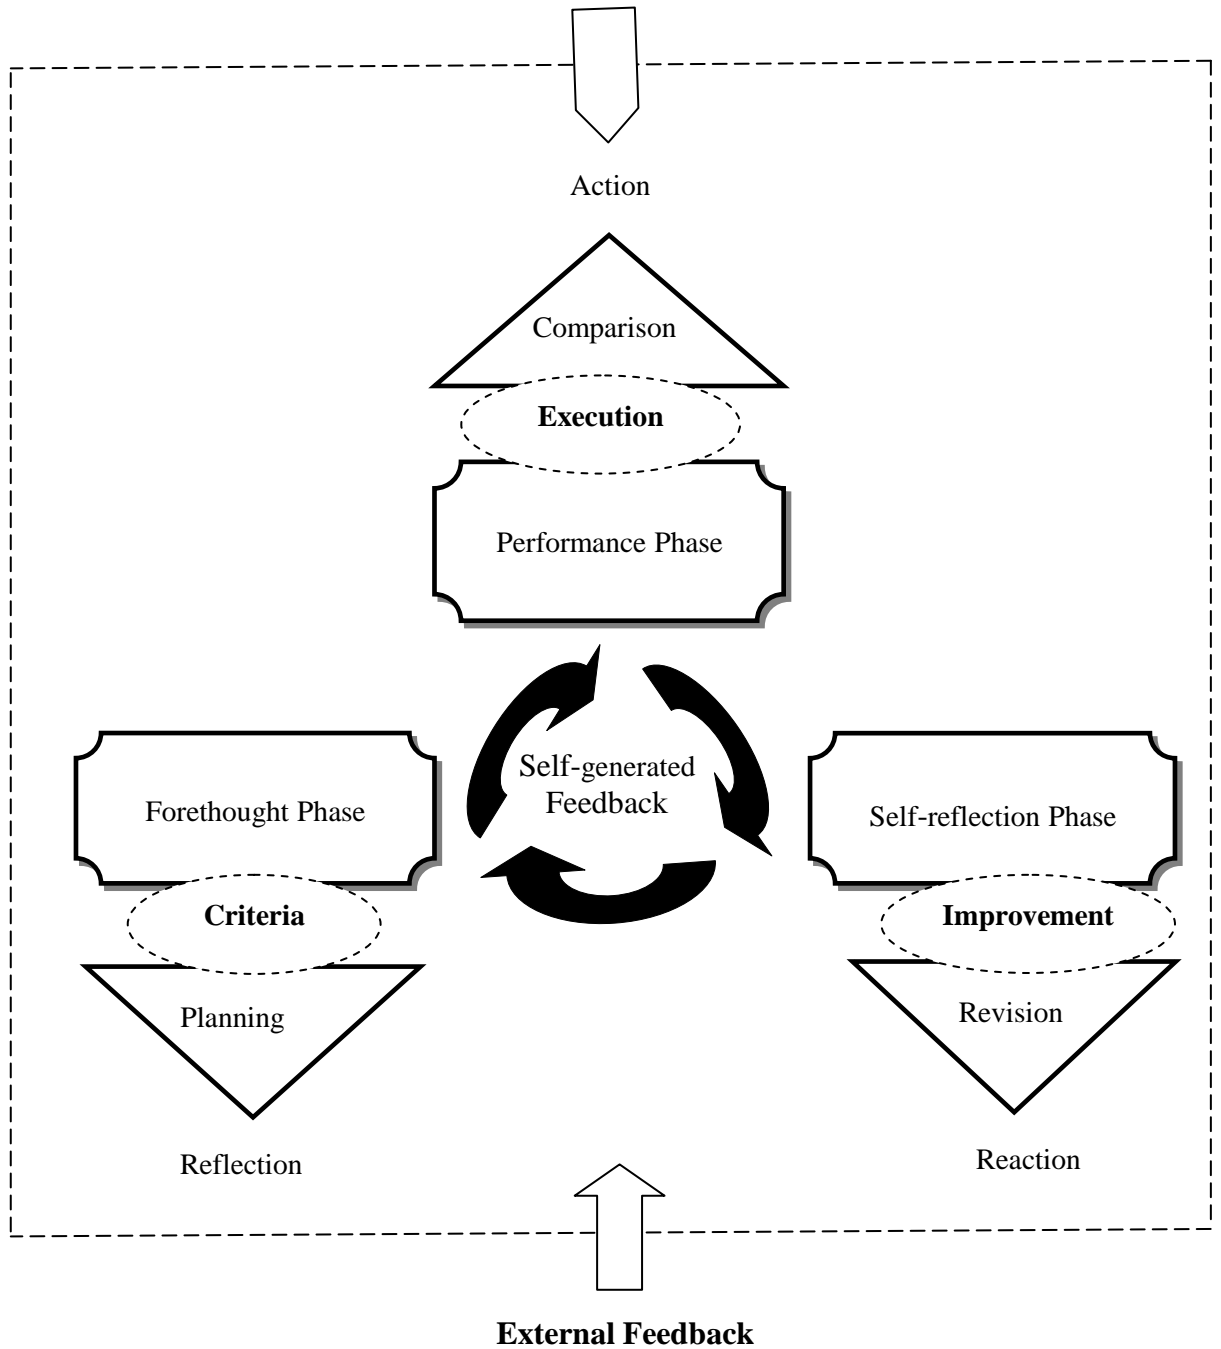 Action
Comparison
Execution
Performance Phase
Self-generated
Feedback
Forethought Phase
Self-reflection Phase
Criteria
Improvement
Planning
Revision
Reflection
Reaction
External Feedback